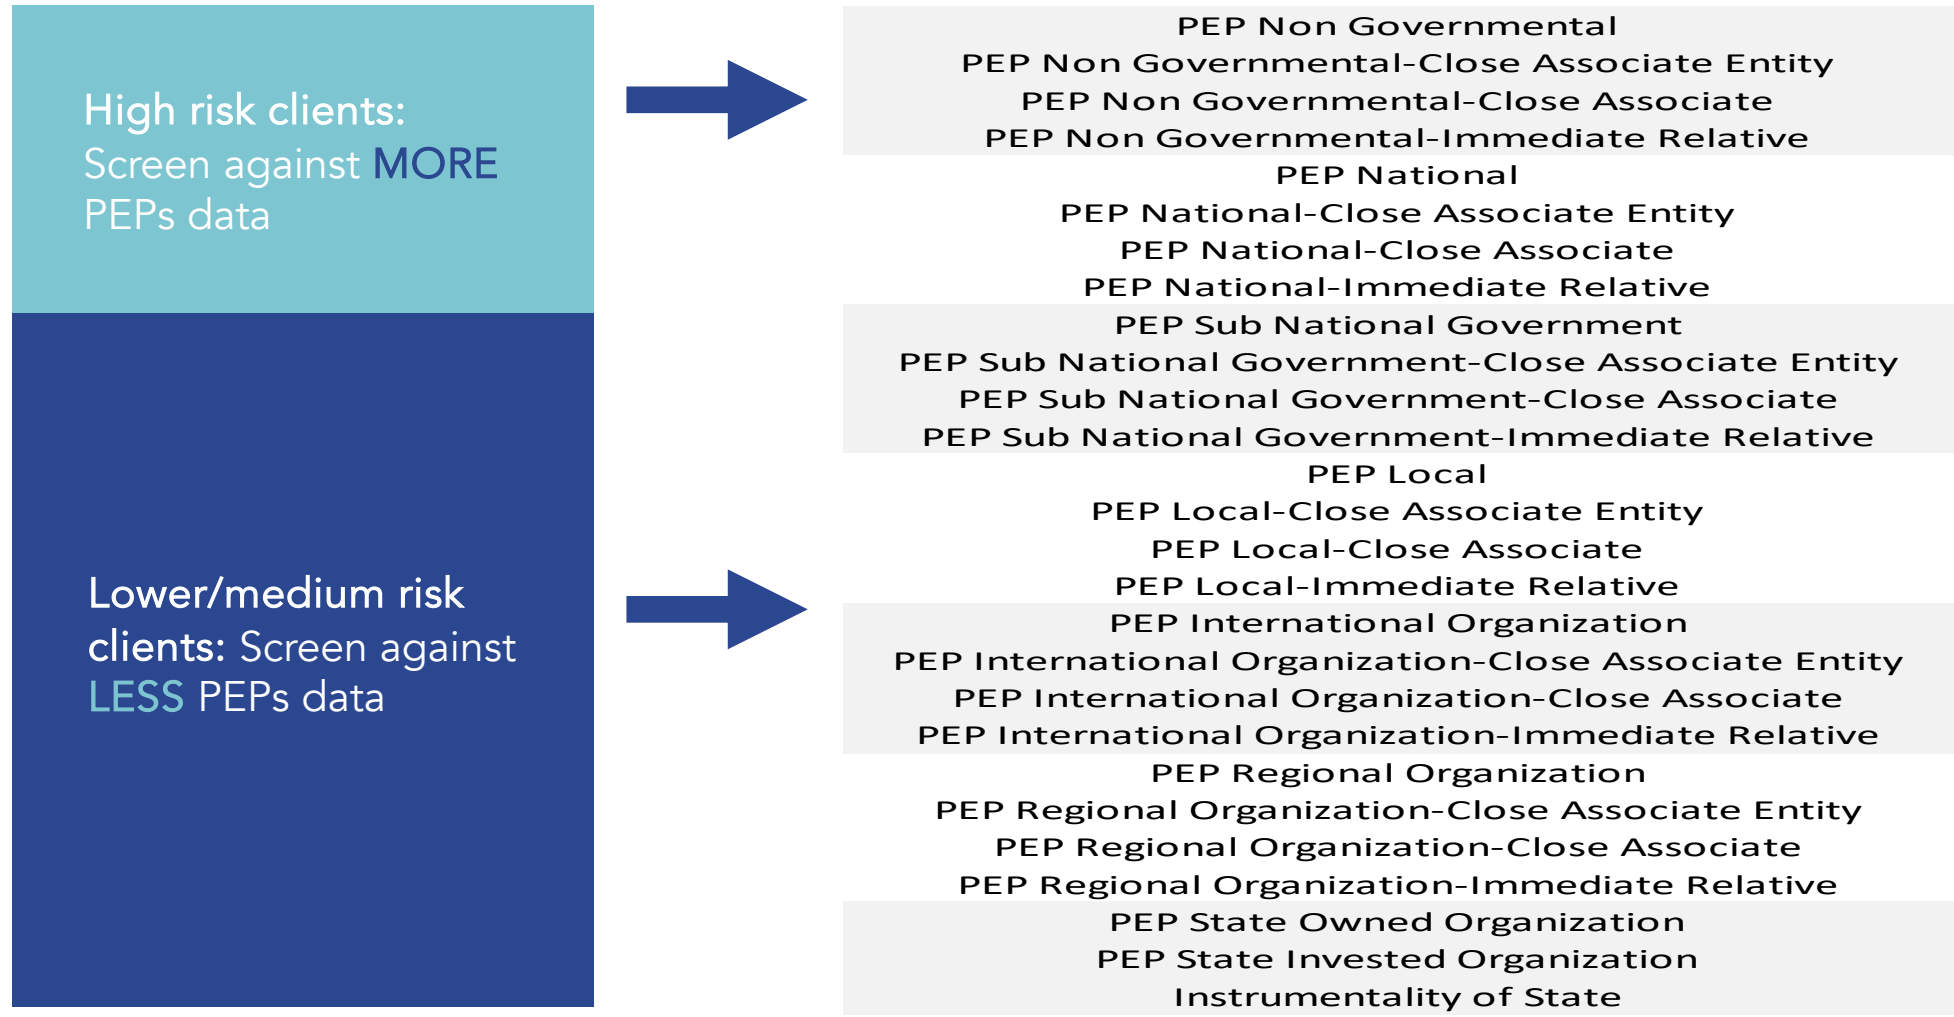 High risk clients:
Screen against MORE
PEPs data
Lower/medium risk
clients: Screen against
LESS PEPs data
PEP Non Governmental
PEP Non Governmental-Close Associate Entity
PEP Non Governmental-Close Associate
PEP Non Governmental-Immediate Relative
PEP National
PEP National-Close Associate Entity
PEP National-Close Associate
PEP National-Immediate Relative
PEP Sub National Government
PEP Sub National Government-Close Associate Entity
PEP Sub National Government-Close Associate
PEP Sub National Government-Immediate Relative
PEP Local
PEP Local-Close Associate Entity
PEP Local-Close Associate
PEP Local-Immediate Relative
PEP International Organization
PEP International Organization-Close Associate Entity
PEP International Organization-Close Associate
PEP International Organization-Immediate Relative
PEP Regional Organization
PEP Regional Organization-Close Associate Entity
PEP Regional Organization-Close Associate
PEP Regional Organization-Immediate Relative
PEP State Owned Organization
PEP State Invested Organization
Instrumentality of State